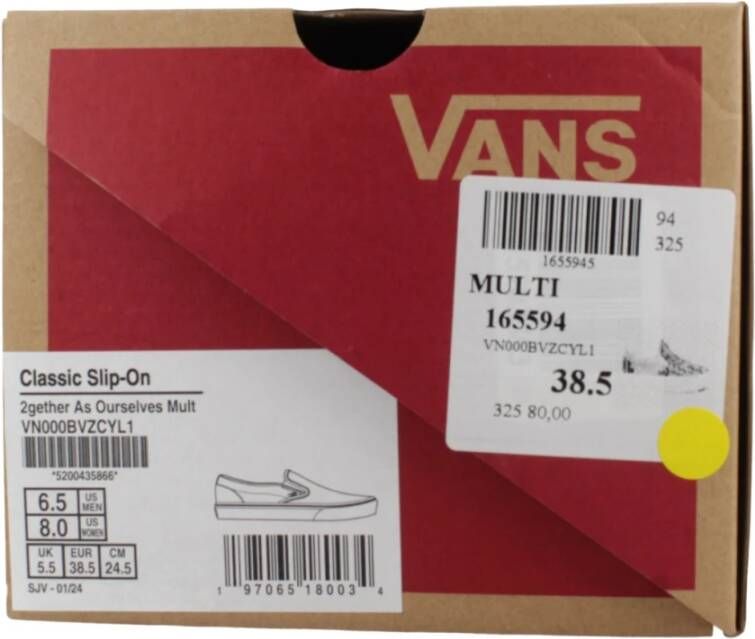 VANS
94
325
1655945
MULTI
165594
VN000BVZCYL1
38.5
325 80,00
Classic Slip-On
2gether As Ourselves Mult
VN000BVZCYL1
*5200435866*
6.5 US MEN
8.0 US WOMEN
UK EUR CM
5.5 38.5 24.5
SJV - 01/24
1 97065 18003 4